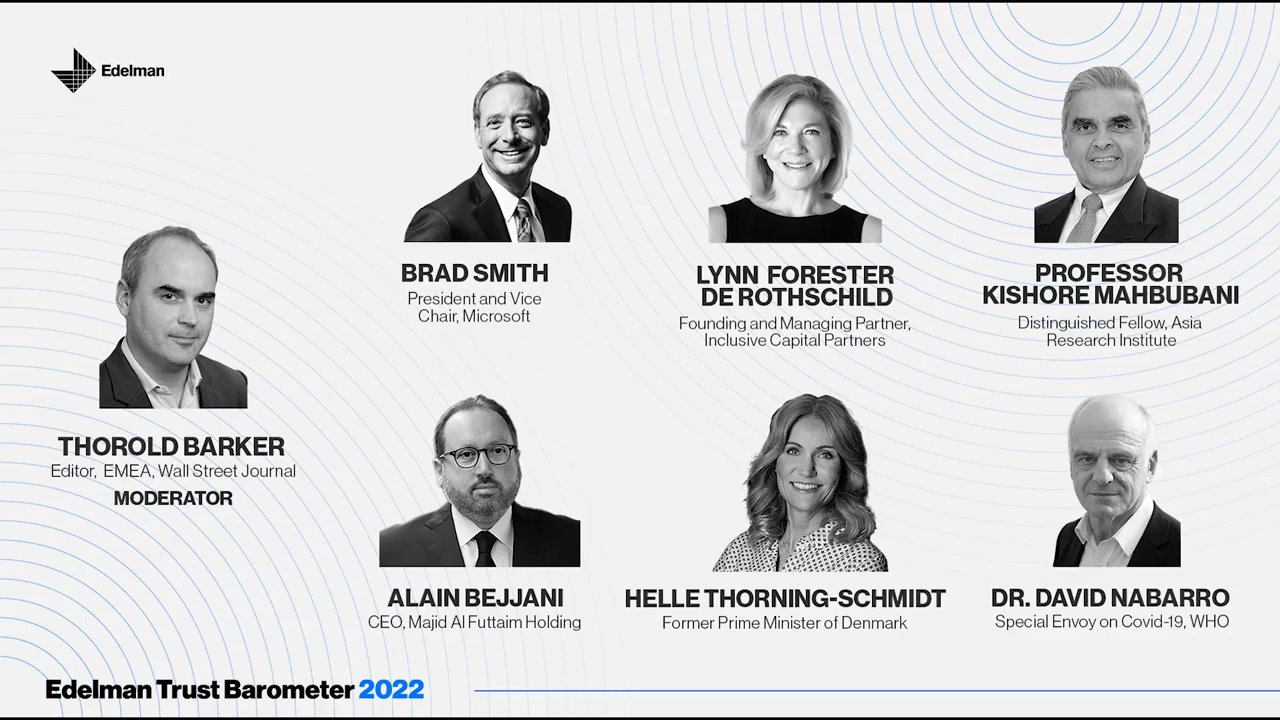 Edelman
THOROLD BARKER
Editor, EMEA, Wall Street Journal
MODERATOR
BRAD SMITH
President and Vice
Chair, Microsoft
LYNN FORESTER
DE ROTHSCHILD
Founding and Managing Partner,
Inclusive Capital Partners
PROFESSOR
KISHORE MAHBUBANI
Distinguished Fellow, Asia
Research Institute
ALAIN BEJJANI
CEO, Majid Al Futtaim Holding
HELLE THORNING-SCHMIDT
Former Prime Minister of Denmark
DR. DAVID NABARRO
Special Envoy on Covid-19, WHO
Edelman Trust Barometer 2022